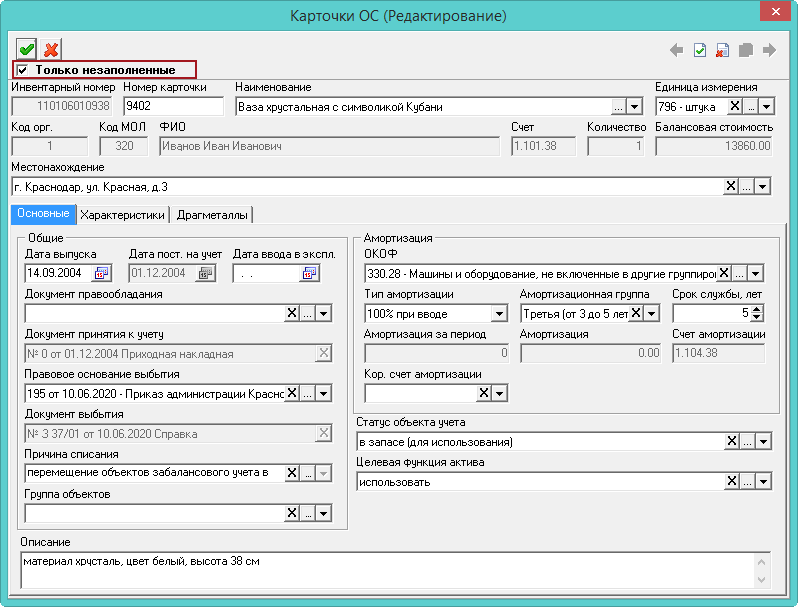 Карточки ОС (Редактирование)
Только незаполненные
Инвентарный номер Номер карточки Наименование Единица измерения
110106010938 9402 Ваза хрустальная с символикой Кубани ... 796 - штука X ...
Код орг. Код МОЛ ФИО Счет Количество Балансовая стоимость
1 320 Иванов Иван Иванович 1.101.38 1 13860.00
Местонахождение
г. Краснодар, ул. Красная, д.3 X ...
Основные Характеристики Драгметаллы
Общие
Дата выпуска Дата пост. на учет Дата ввода в экспл.
14.09.2004 01.12.2004 . .
Документ правообладания
X ...
Документ принятия к учету
№ 0 от 01.12.2004 Приходная накладная X
Правовое основание выбытия
195 от 10.06.2020 - Приказ администрации Красно X ...
Документ выбытия
№ 3 37/01 от 10.06.2020 Справка X
Причина списания
перемещение объектов забалансового учета в X ...
Группа объектов
X ...
Амортизация
ОКОФ
330.28 - Машины и оборудование, не включенные в другие группиро X ...
Тип амортизации Амортизационная группа Срок службы, лет
100% при вводе Третья (от 3 до 5 лет X 5
Амортизация за период Амортизация Счет амортизации
0 0.00 1.104.38
Кор. счет амортизации
X
Статус объекта учета
в запасе (для использования) X ...
Целевая функция актива
использовать X ...
Описание
материал хрусталь, цвет белый, высота 38 см